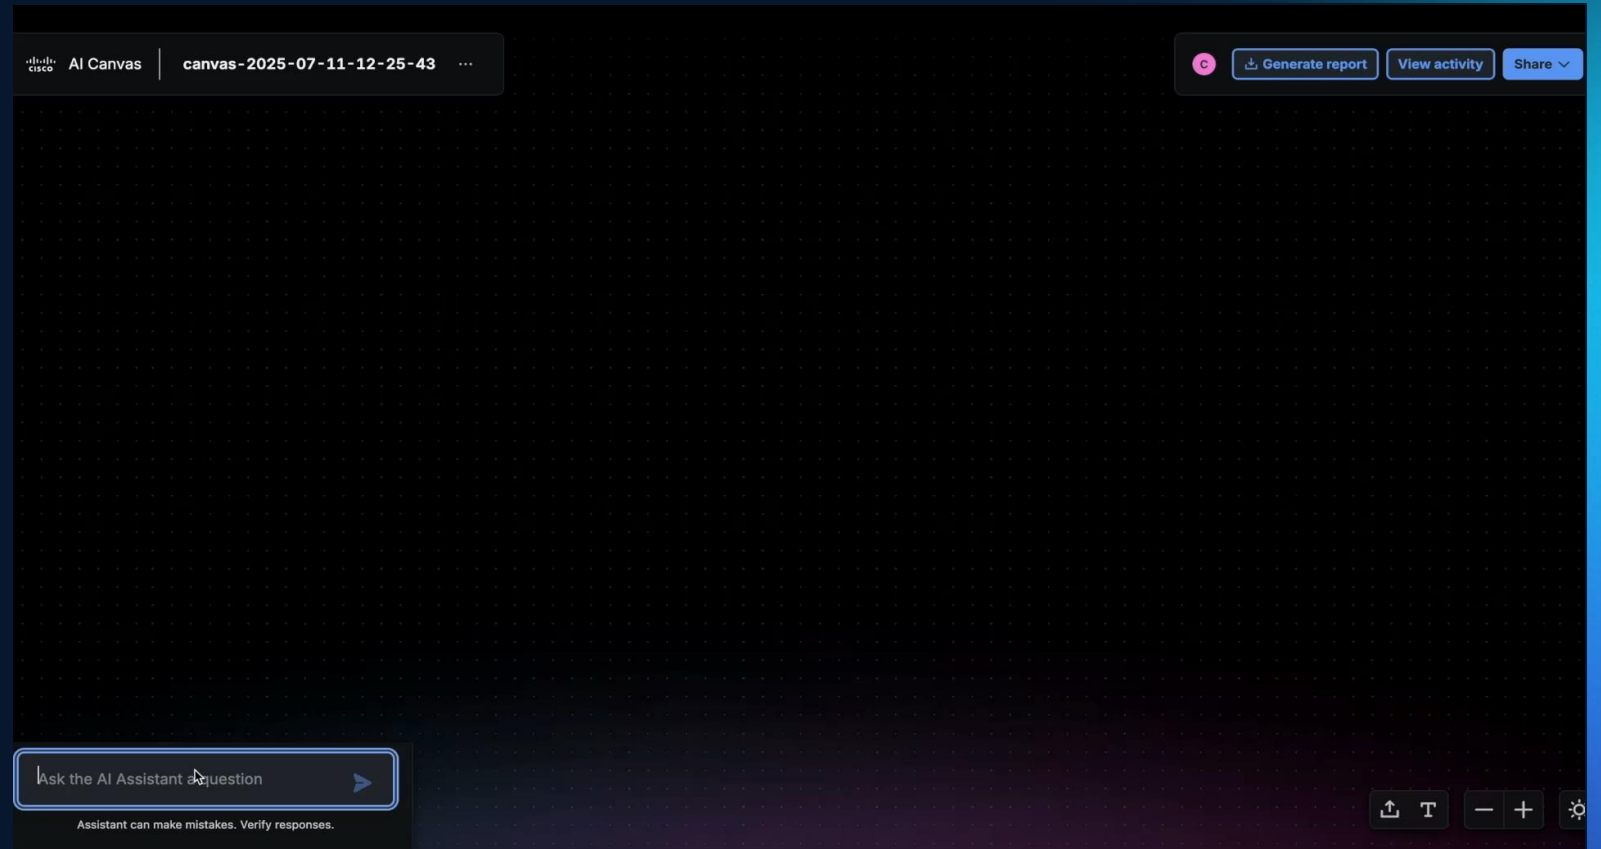 CISCO AI Canvas canvas-2025-07-11-12-25-43 ...
C Generate report View activity Share
Ask the AI Assistant a question
Assistant can make mistakes. Verify responses.
T